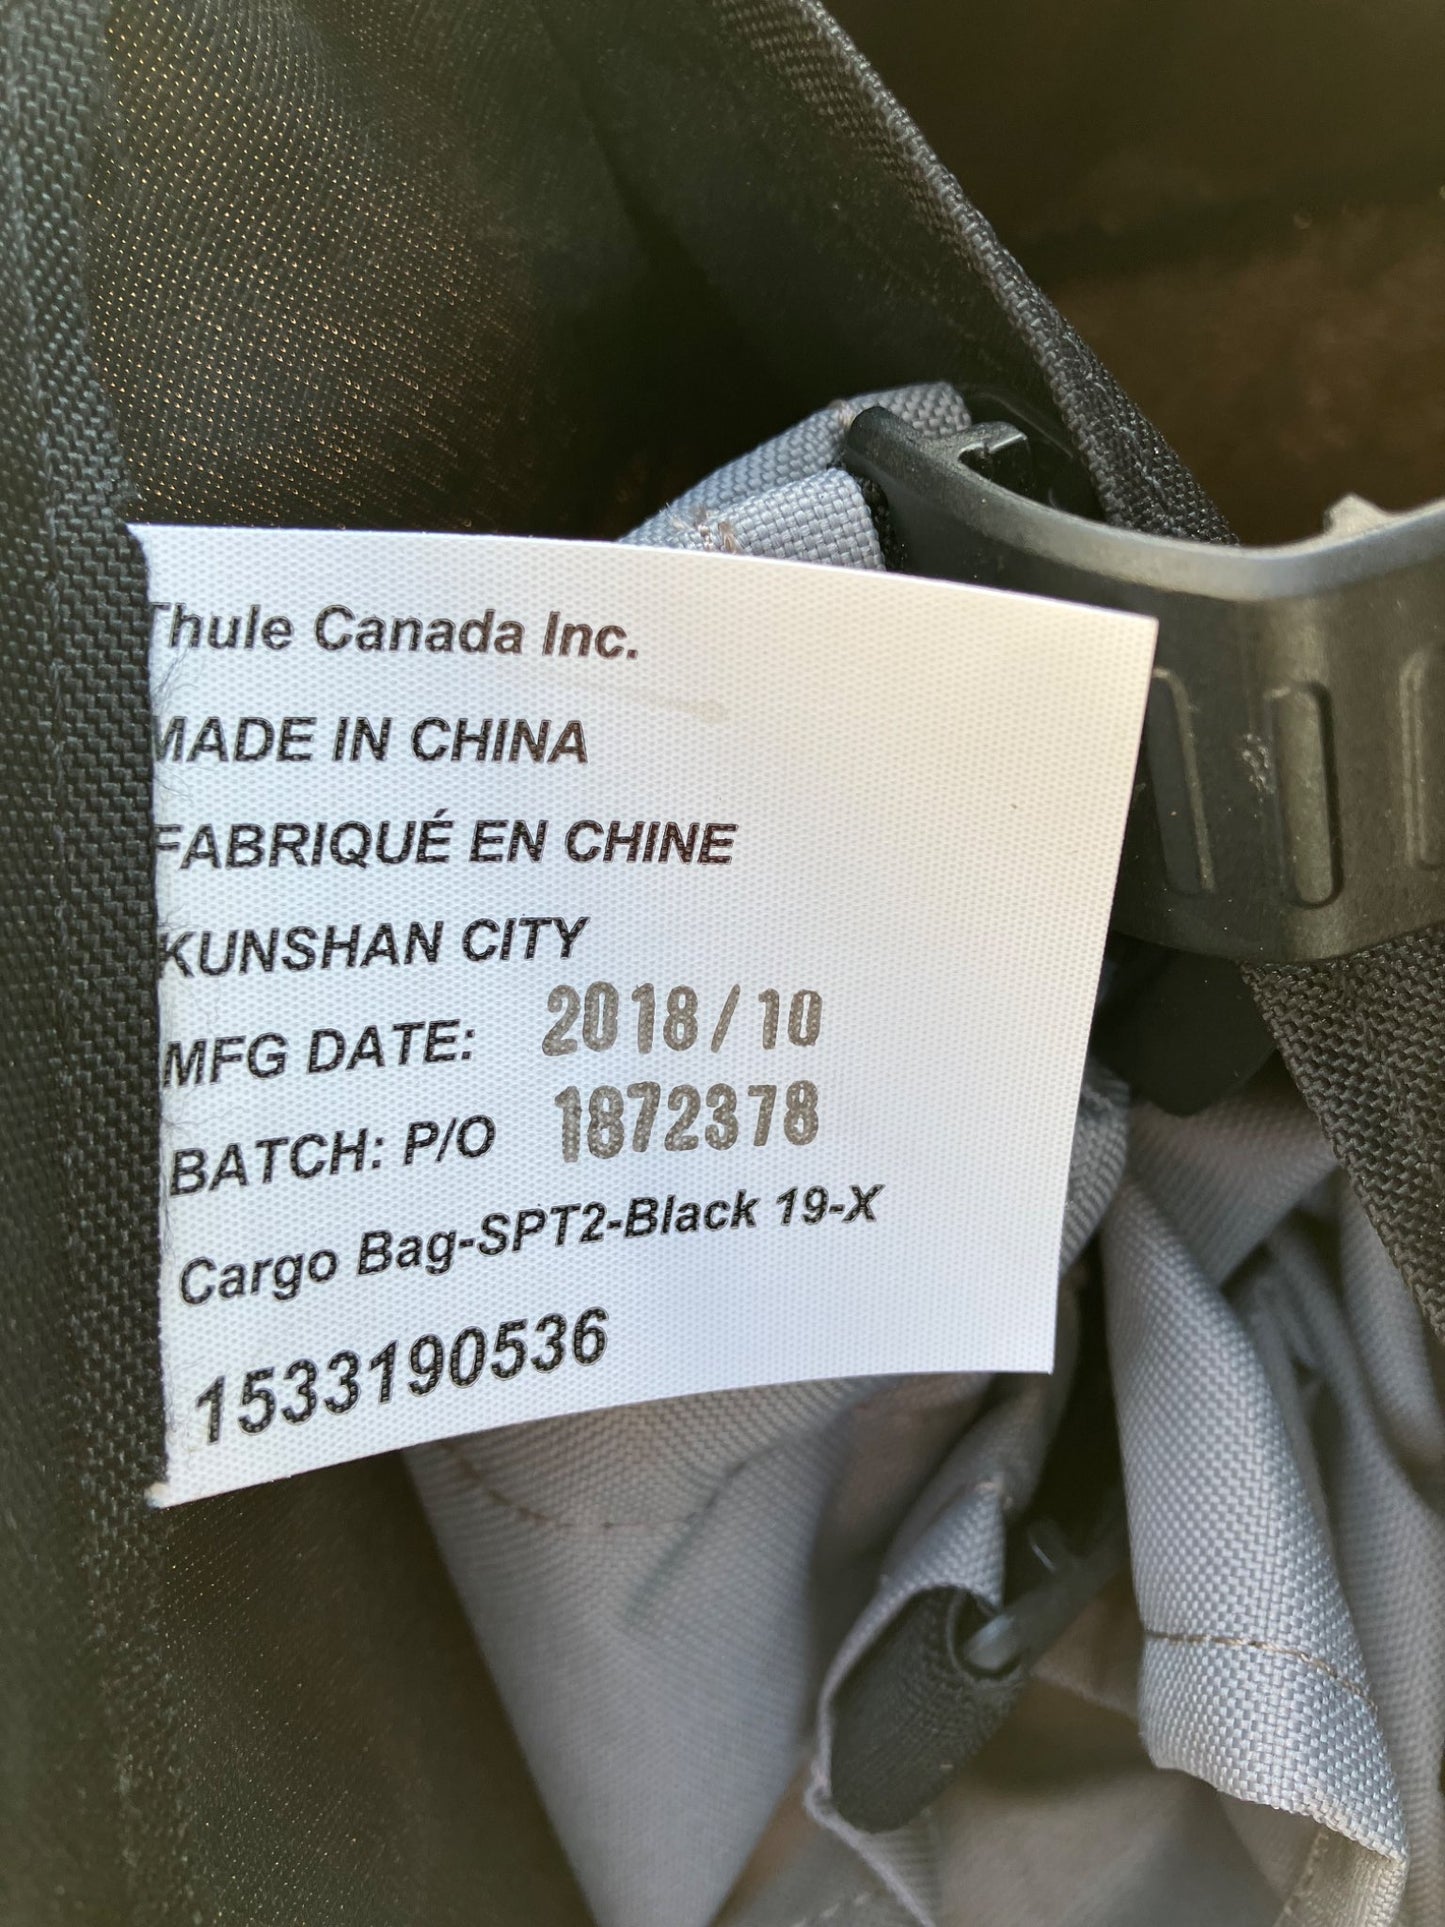 Thule Canada Inc.
MADE IN CHINA
FABRIQUÉ EN CHINE
KUNSHAN CITY
MFG DATE: 2018/10
BATCH: P/O 1872378
Cargo Bag-SPT2-Black 19-X
1533190536